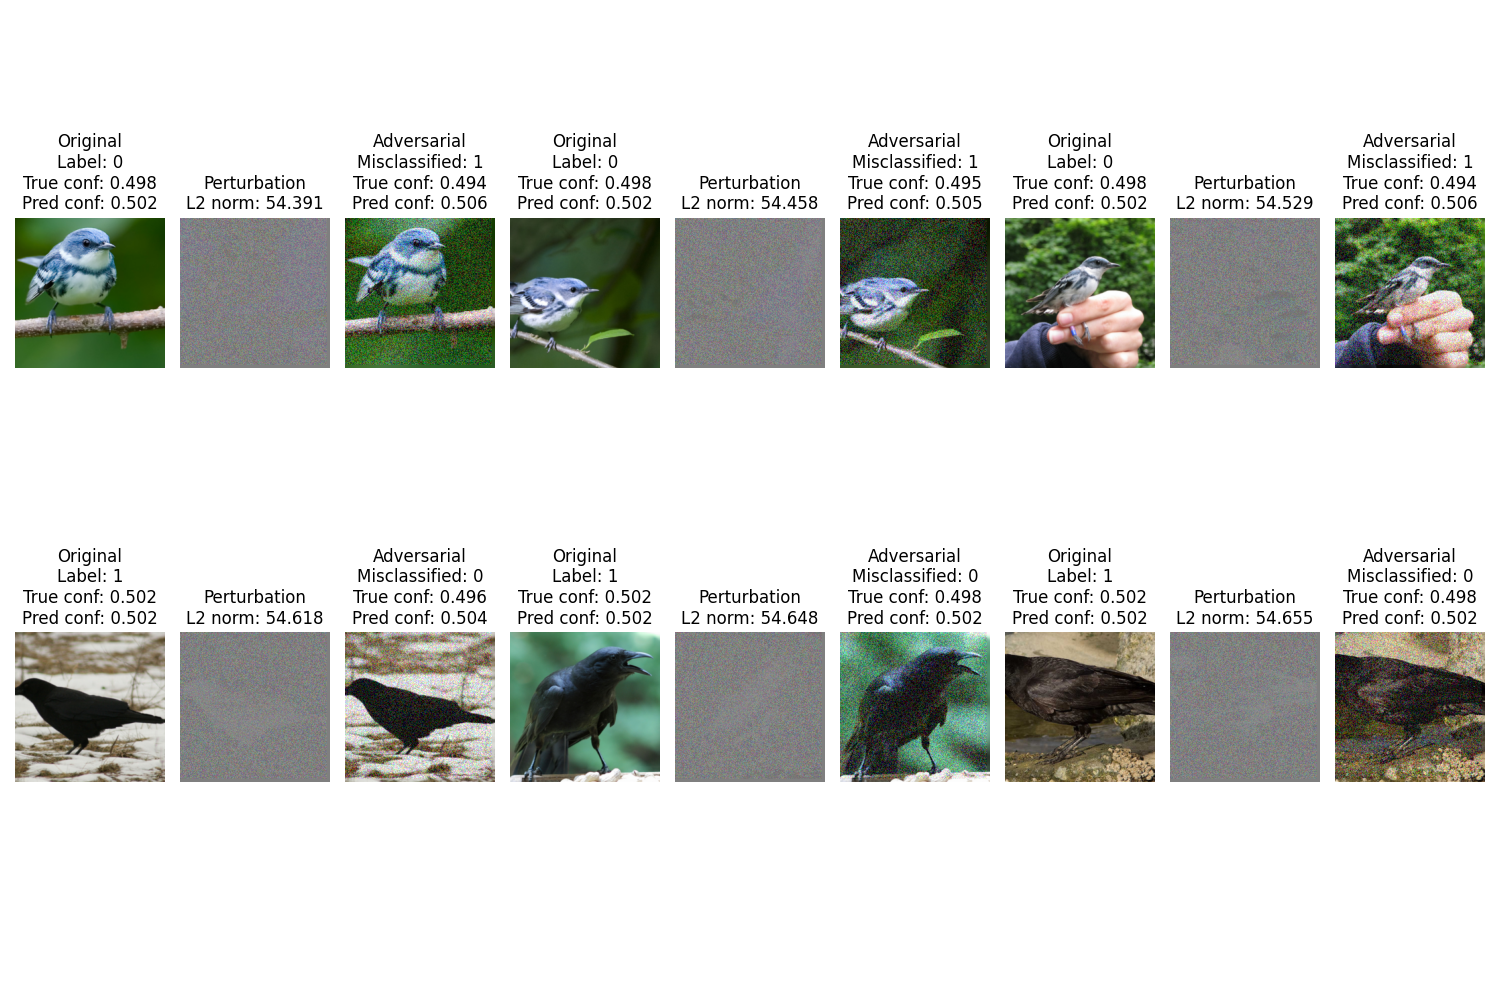 Original
Label: 0
True conf: 0.498
Pred conf: 0.502
Perturbation
L2 norm: 54.391
Adversarial
Misclassified: 1
True conf: 0.494
Pred conf: 0.506
Original
Label: 0
True conf: 0.498
Pred conf: 0.502
Perturbation
L2 norm: 54.458
Adversarial
Misclassified: 1
True conf: 0.495
Pred conf: 0.505
Original
Label: 0
True conf: 0.498
Pred conf: 0.502
Perturbation
L2 norm: 54.529
Adversarial
Misclassified: 1
True conf: 0.494
Pred conf: 0.506
Original
Label: 1
True conf: 0.502
Pred conf: 0.502
Perturbation
L2 norm: 54.618
Adversarial
Misclassified: 0
True conf: 0.496
Pred conf: 0.504
Original
Label: 1
True conf: 0.502
Pred conf: 0.502
Perturbation
L2 norm: 54.648
Adversarial
Misclassified: 0
True conf: 0.498
Pred conf: 0.502
Original
Label: 1
True conf: 0.502
Pred conf: 0.502
Perturbation
L2 norm: 54.655
Adversarial
Misclassified: 0
True conf: 0.498
Pred conf: 0.502